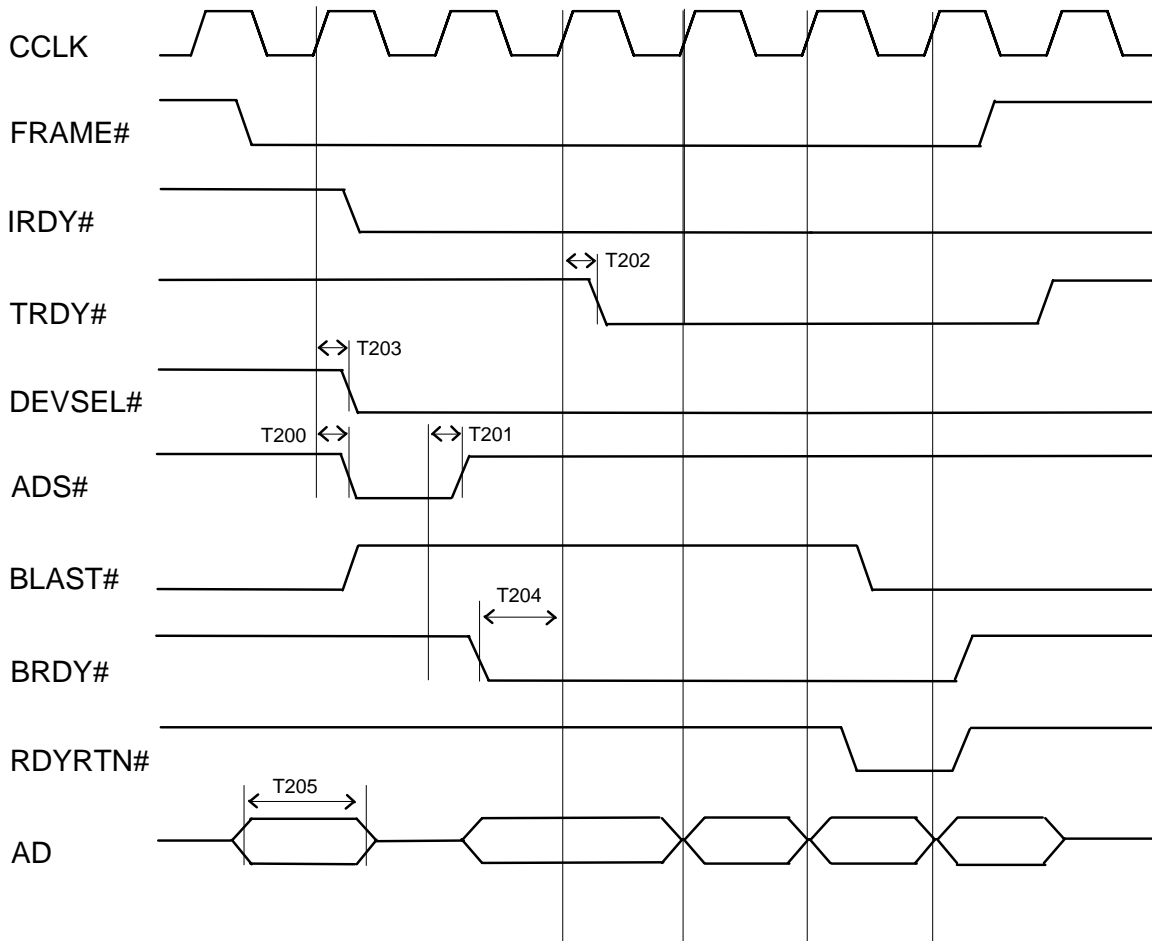 CCLK
FRAME#
IRDY#
T202
TRDY#
T203
DEVSEL#
T200
T201
ADS#
BLAST#
T204
BRDY#
RDYRTN#
T205
AD